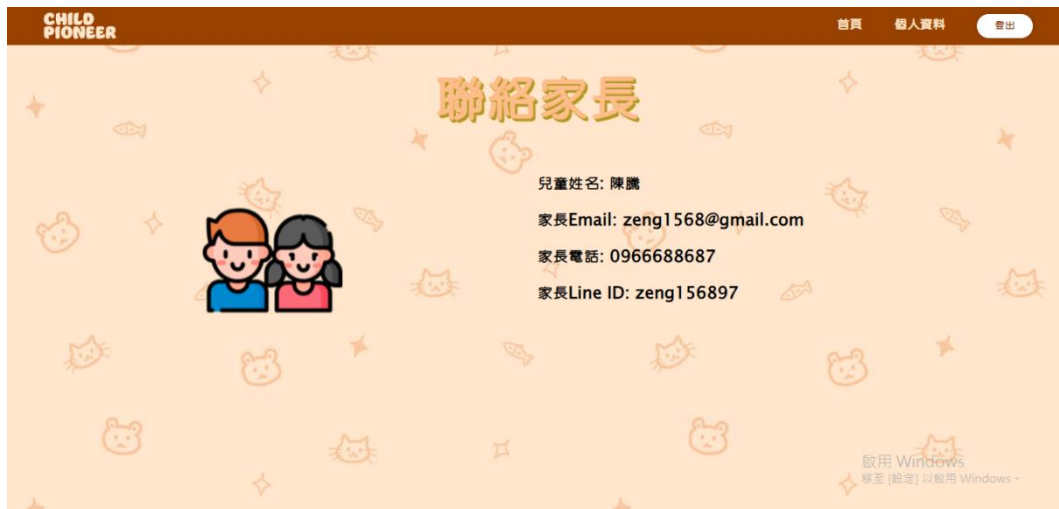 CHILD
PIONEER
首頁 個人資料 登出
聯絡家長
兒童姓名: 陳騰
家長Email: zeng1568@gmail.com
家長電話: 0966688687
家長Line ID: zeng156897
啟用 Windows
移至 [設定] 以啟用 Windows。